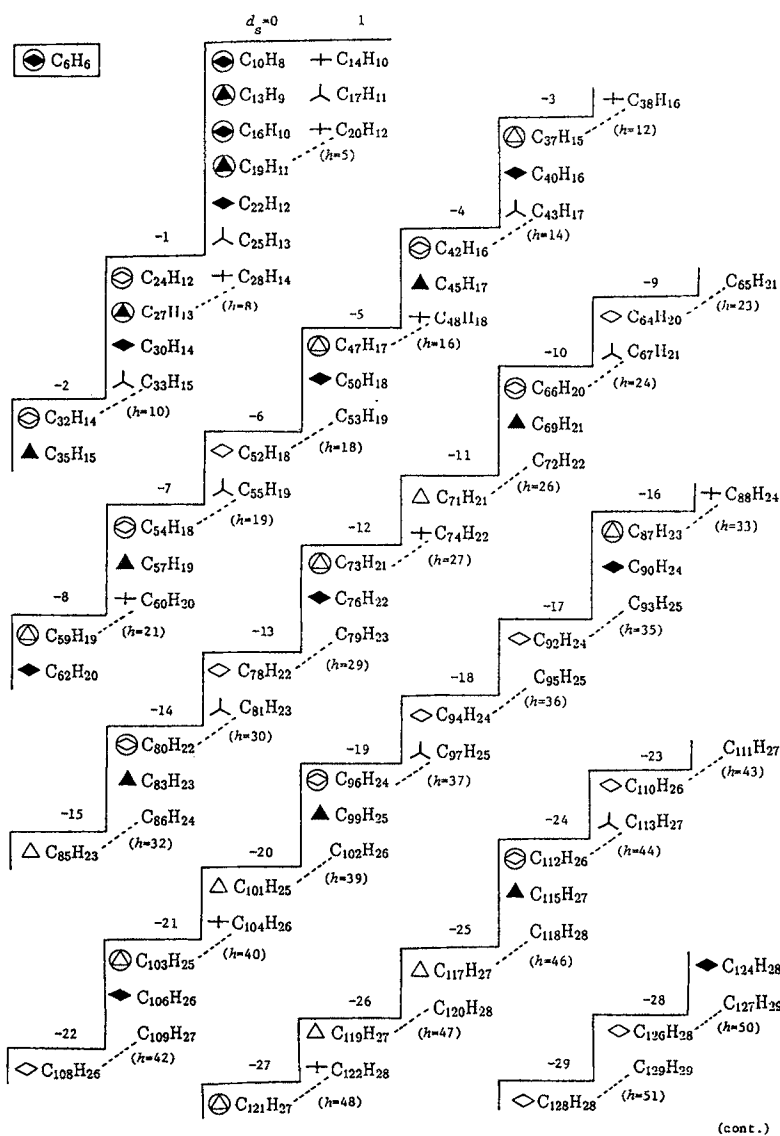 d_s=0 1
C6H6
C10H8 C14H10
C13H9 C17H11
C16H10 C20H12
C19H11 (h=5)
C22H12
C25H13
C28H14
(h=8)
-1
C24H12
C27H13
C30H14
C33H15
(h=10)
-2
C32H14
C35H15
-3
C38H16
(h=12)
C37H15
C40H16
C43H17
(h=14)
-4
C42H16
C45H17
C48H18
(h=16)
-5
C47H17
C50H18
C53H19
(h=18)
-6
C52H18
C55H19
(h=19)
-7
C54H18
C57H19
C60H20
(h=21)
-8
C59H19
C62H20
-9
C65H21
(h=23)
C64H20
C67H21
(h=24)
-10
C66H20
C69H21
C72H22
(h=26)
-11
C71H21
C74H22
(h=27)
-12
C73H21
C76H22
C79H23
(h=29)
-13
C78H22
C81H23
(h=30)
-14
C80H22
C83H23
C86H24
(h=32)
-15
C85H23
-16
C88H24
(h=33)
C87H23
C90H24
C93H25
(h=35)
-17
C92H24
C95H25
(h=36)
-18
C94H24
C97H25
(h=37)
-19
C96H24
C99H25
C102H26
(h=39)
-20
C101H25
C104H26
(h=40)
-21
C103H25
C106H26
C109H27
(h=42)
-22
C108H26
-23
C111H27
(h=43)
C110H26
C113H27
(h=44)
-24
C112H26
C115H27
C118H28
(h=46)
-25
C117H27
C120H28
(h=47)
-26
C119H27
C122H28
(h=48)
-27
C121H27
C124H28
-28
C127H29
(h=50)
C126H28
C129H29
(h=51)
-29
C128H28
(cont.)